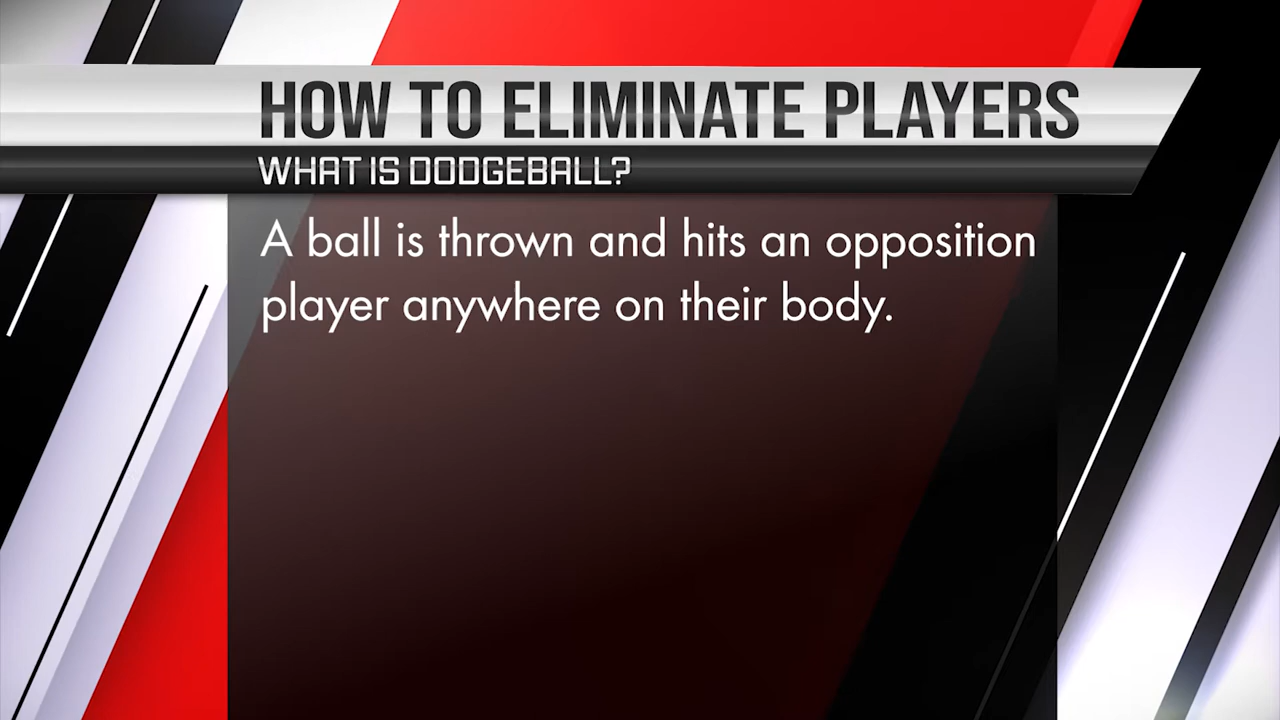 HOW TO ELIMINATE PLAYERS
WHAT IS DODGEBALL?
A ball is thrown and hits an opposition
player anywhere on their body.